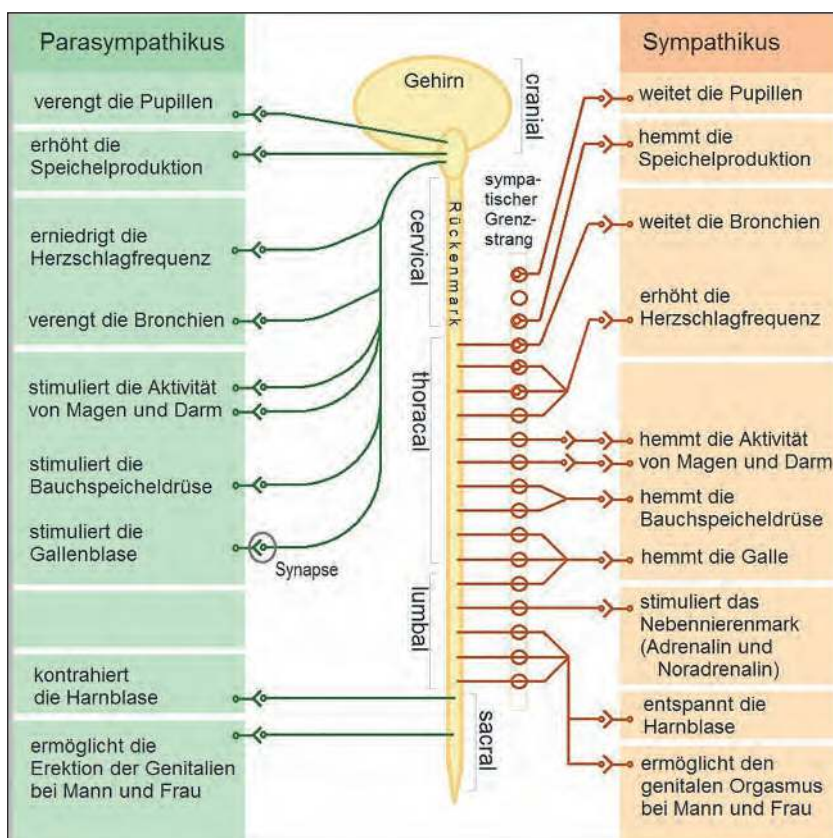 Parasympathikus
verengt die Pupillen
erhöht die
Speichelproduktion
erniedrigt die
Herzschlagfrequenz
verengt die Bronchien
stimuliert die Aktivität
von Magen und Darm
stimuliert die
Bauchspeicheldrüse
stimuliert die
Gallenblase
kontrahiert
die Harnblase
ermöglicht die
Erektion der Genitalien
bei Mann und Frau
Synapse
Gehirn
Rückenmark
cranial
cervical
thoracal
lumbal
sacral
sympa-
tischer
Grenz-
strang
Sympathikus
weitet die Pupillen
hemmt die
Speichelproduktion
weitet die Bronchien
erhöht die
Herzschlagfrequenz
hemmt die Aktivität
von Magen und Darm
hemmt die
Bauchspeicheldrüse
hemmt die Galle
stimuliert das
Nebennierenmark
(Adrenalin und
Noradrenalin)
entspannt die
Harnblase
ermöglicht den
genitalen Orgasmus
bei Mann und Frau